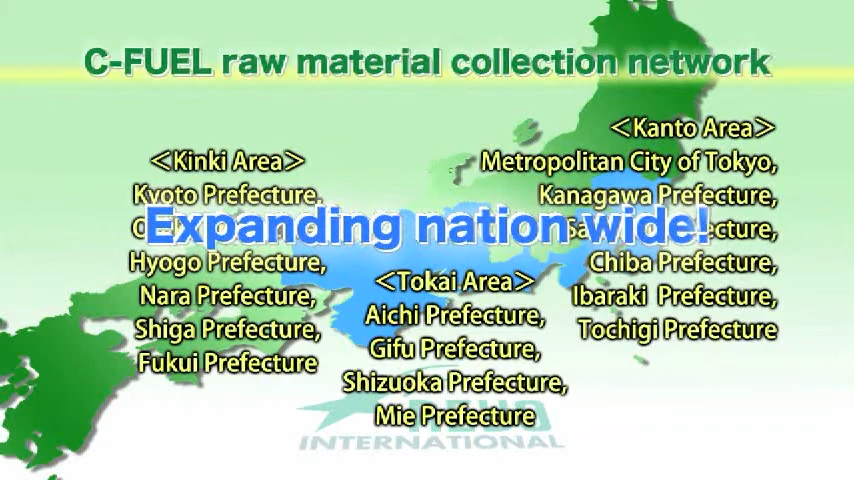 C-FUEL raw material collection network
<Kinki Area>
Kyoto Prefecture,
Hyogo Prefecture,
Nara Prefecture,
Shiga Prefecture,
Fukui Prefecture
Expanding nation wide!
<Tokai Area>
Aichi Prefecture,
Gifu Prefecture,
Shizuoka Prefecture,
Mie Prefecture
<Kanto Area>
Metropolitan City of Tokyo,
Kanagawa Prefecture,
Chiba Prefecture,
Ibaraki Prefecture,
Tochigi Prefecture
INTERNATIONAL